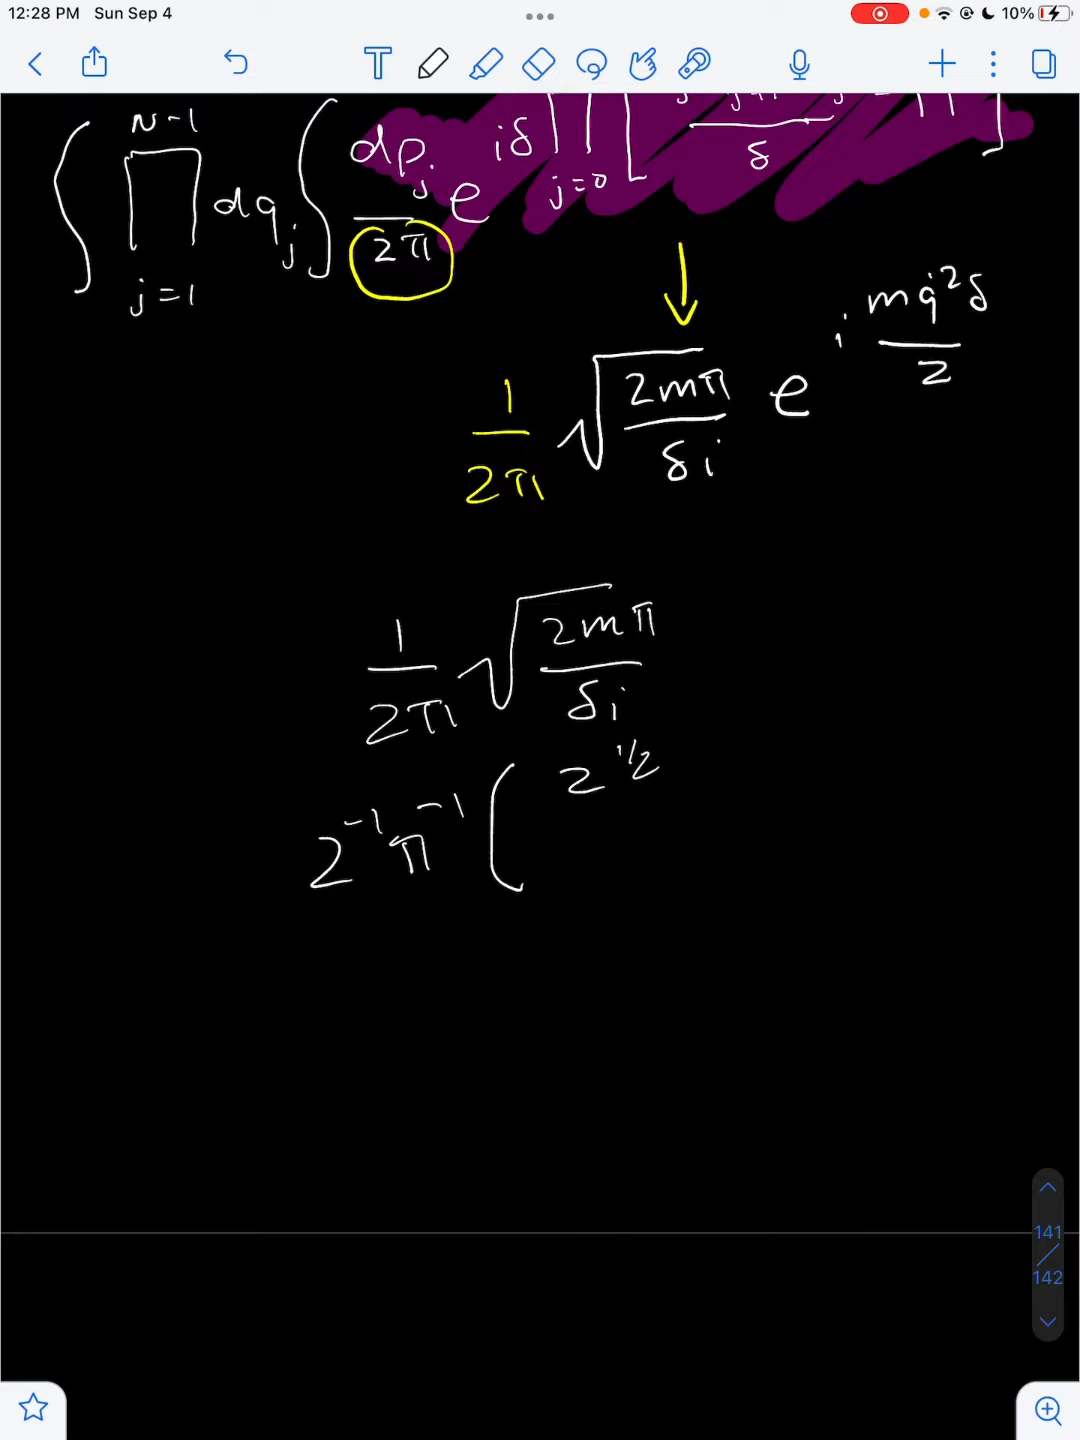 12:28 PM Sun Sep 4 10%
T
∫ ∏ dq_j ∫ dp_j/2π e^{iδ
N-1
j=1
j=0
δ
1/2π √(2mπ/δi) e^{i mq̇²δ/2}
1/2π √(2mπ/δi)
2^{-1} π^{-1} ( 2^{1/2}
141
142